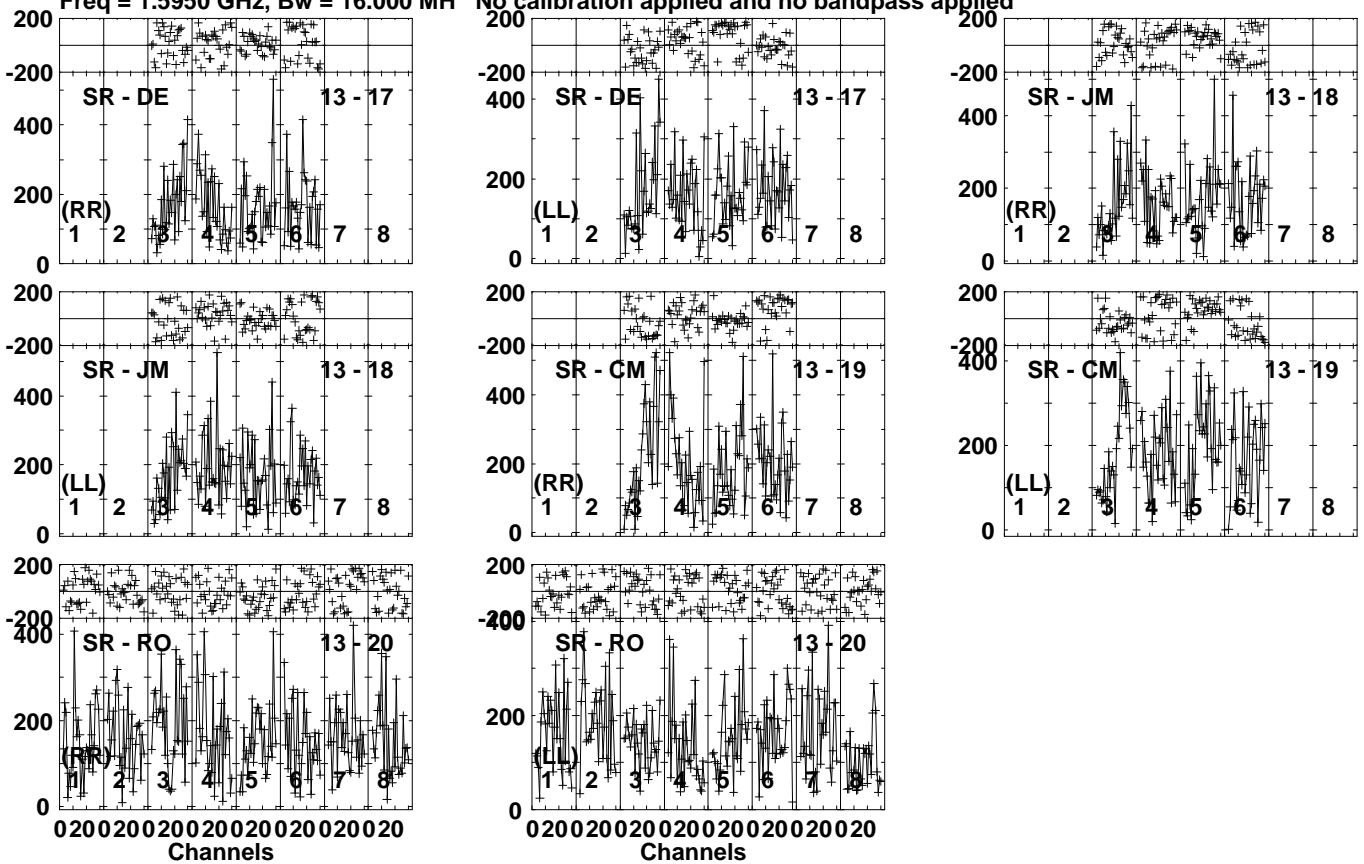 Freq = 1.5950 GHz, Bw = 16.000 MH No calibration applied and no bandpass applied
200 200 200
-200 -200 -200
SR - DE 13 - 17 SR - DE 13 - 17 SR - JM 13 - 18
400 400 400
200 200 200
(RR) (LL) (RR)
1 2 3 4 5 6 7 8 1 2 3 4 5 6 7 8 1 2 3 4 5 6 7 8
0 0 0
200 200 200
-200 -200 -200
SR - JM 13 - 18 SR - CM 13 - 19 SR - CM 13 - 19
400 400 400
200 200 200
(LL) (RR) (LL)
1 2 3 4 5 6 7 8 1 2 3 4 5 6 7 8 1 2 3 4 5 6 7 8
0 0 0
200 200
-200 -200
400 400
SR - RO 13 - 20 SR - RO 13 - 20
200 200
(RR) (LL)
1 2 3 4 5 6 7 8 1 2 3 4 5 6 7 8
0 0
0 20 0 20 0 20 0 20 0 20 0 20 0 20 0 20 0 20 0 20 0 20 0 20 0 20 0 20 0 20 0 20
Channels Channels